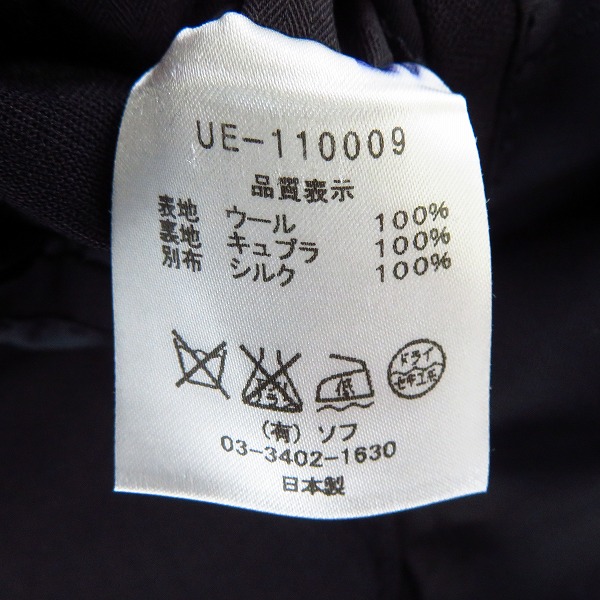 UE-110009
品質表示
表地 ウール 100%
裏地 キュプラ 100%
別布 シルク 100%
低 ドライ
セキユ系
(有) ソフ
03-3402-1630
日本製